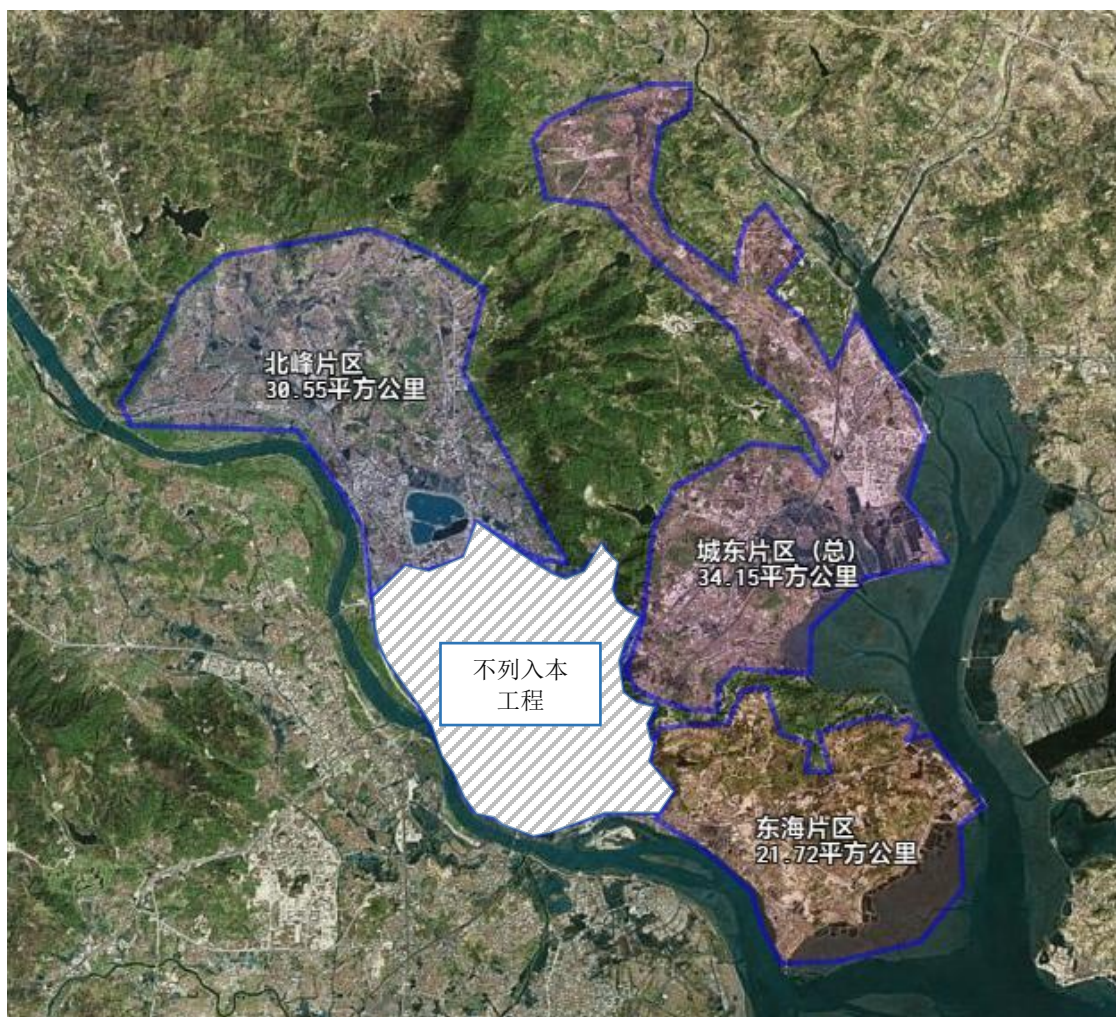 北峰片区
30.55平方公里
城东片区（总）
34.15平方公里
不列入本
工程
东海片区
21.72平方公里